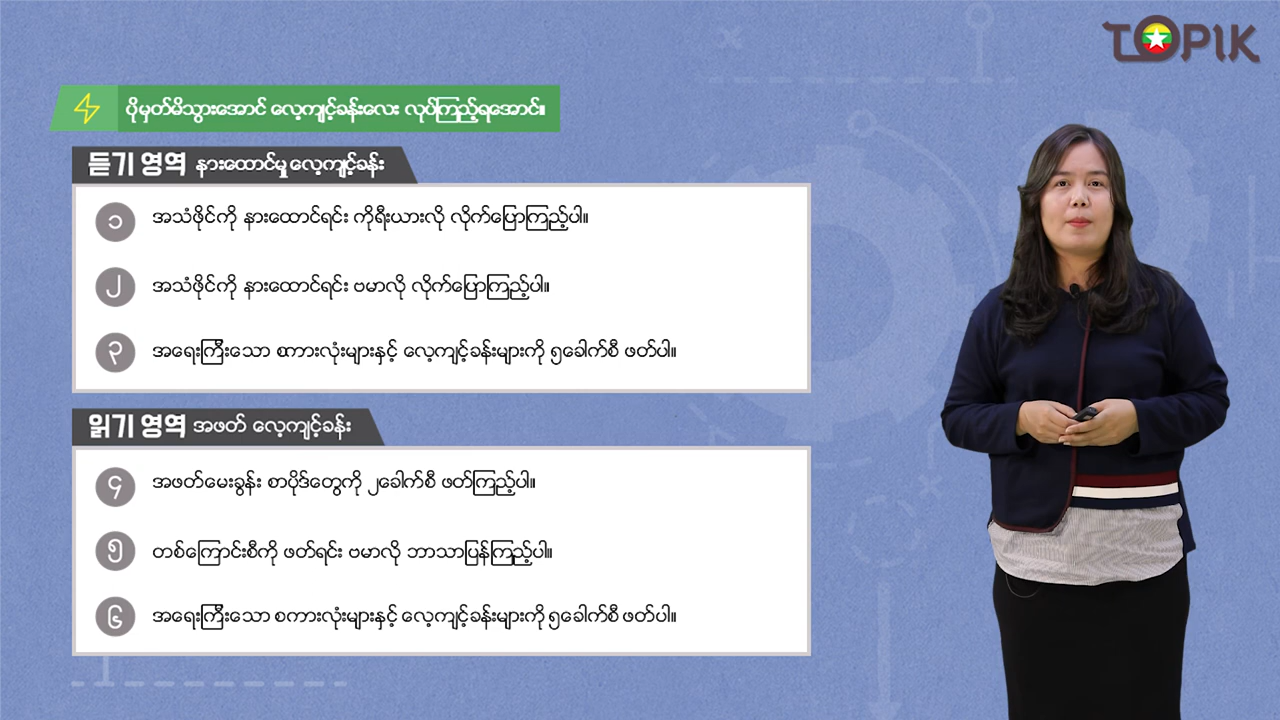 TOPIK
ပိုမှတ်မိသွားအောင် လေ့ကျင့်ခန်းလေး လုပ်ကြည့်ရအောင်။
듣기 영역 နားထောင်မှု လေ့ကျင့်ခန်း
၁ အသံဖိုင်ကို နားထောင်ရင်း ကိုရီးယားလို လိုက်ပြောကြည့်ပါ။
၂ အသံဖိုင်ကို နားထောင်ရင်း ဗမာလို လိုက်ပြောကြည့်ပါ။
၃ အရေးကြီးသော စကားလုံးများနှင့် လေ့ကျင့်ခန်းများကို ၅ခေါက်စီ ဖတ်ပါ။
읽기 영역 အဖတ် လေ့ကျင့်ခန်း
၄ အဖတ်မေးခွန်း စာပိုဒ်တွေကို ၂ခေါက်စီ ဖတ်ကြည့်ပါ။
၅ တစ်ကြောင်းစီကို ဖတ်ရင်း ဗမာလို ဘာသာပြန်ကြည့်ပါ။
၆ အရေးကြီးသော စကားလုံးများနှင့် လေ့ကျင့်ခန်းများကို ၅ခေါက်စီ ဖတ်ပါ။